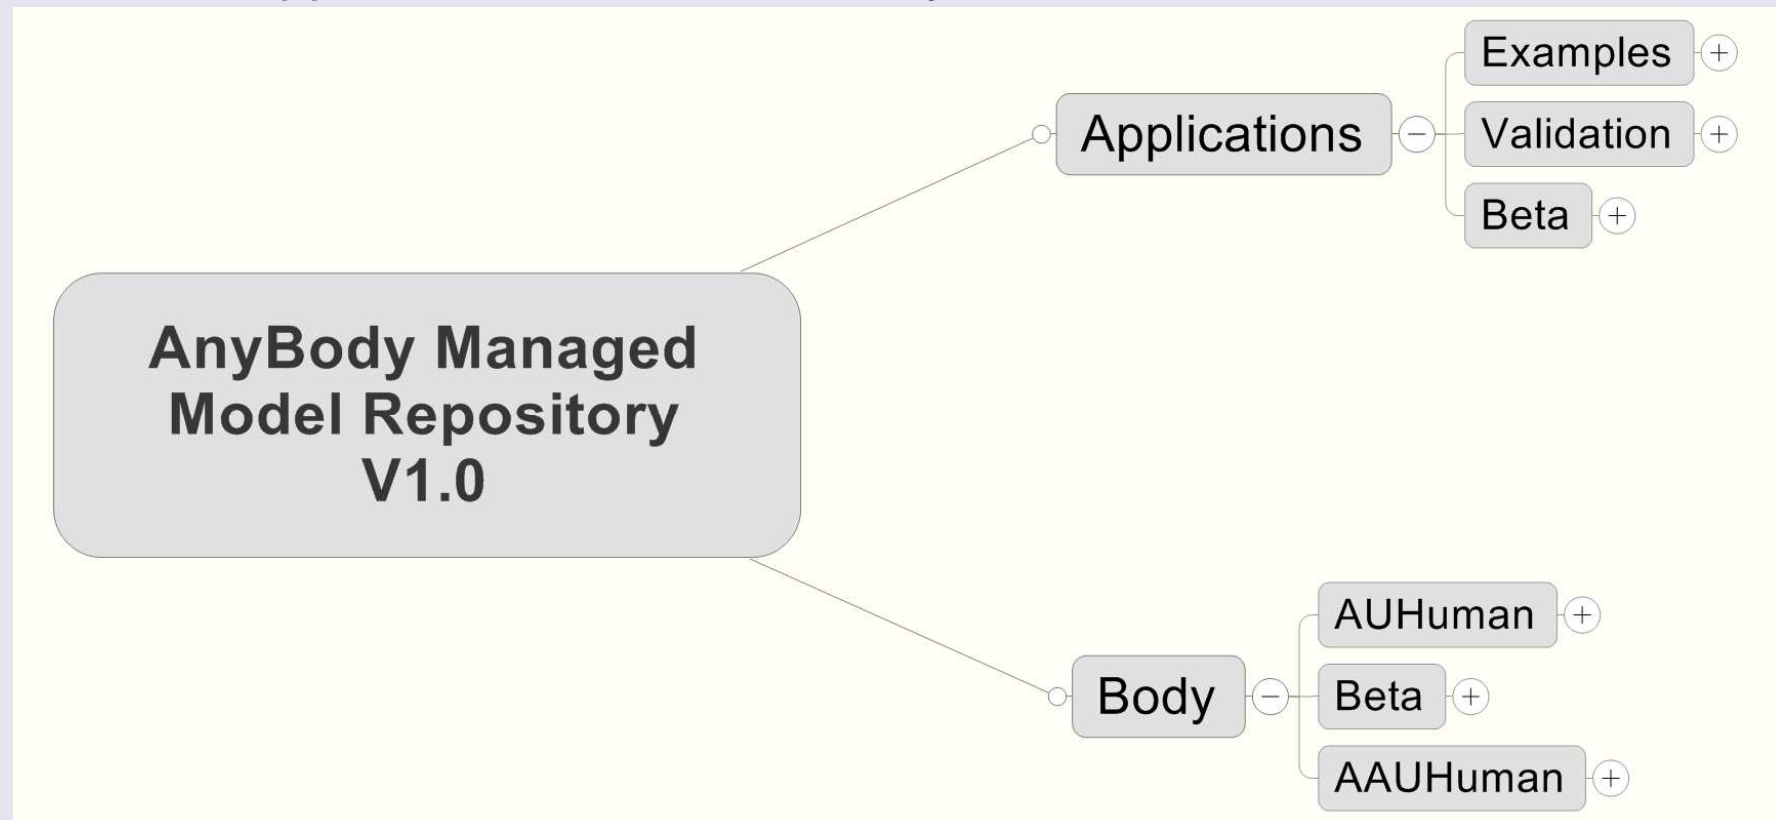 Examples
Applications
Validation
Beta
AnyBody Managed
Model Repository
V1.0
AUHuman
Body
Beta
AAUHuman